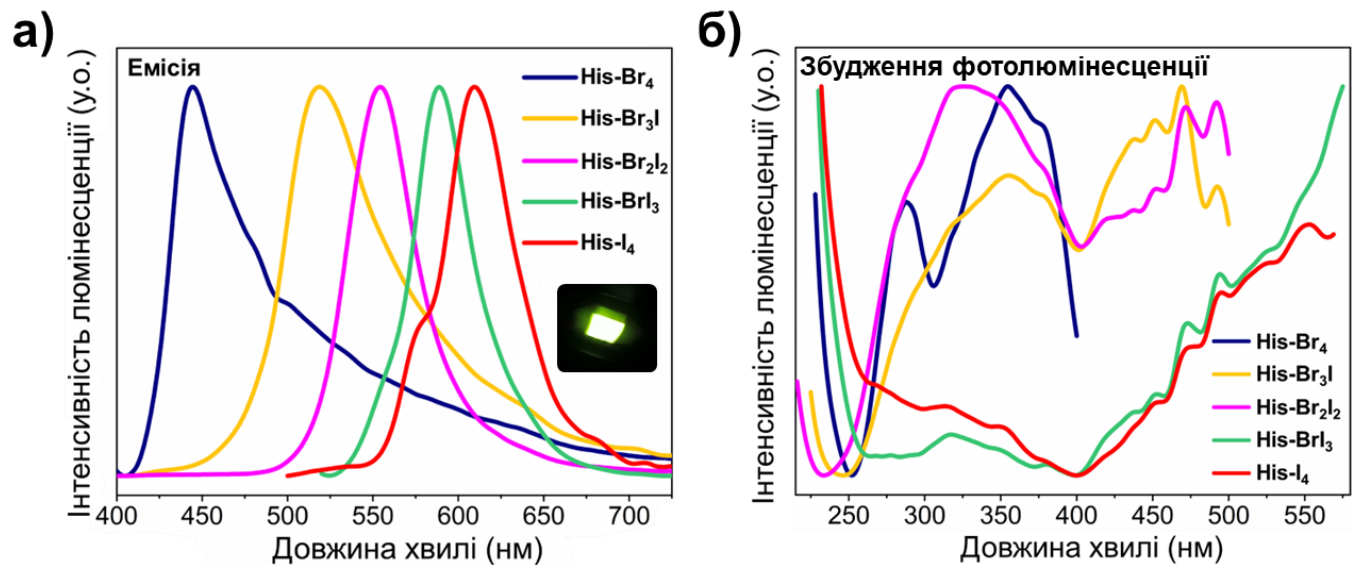 а)
Інтенсивність люмінесценції (у.о.)
Емісія
His-Br₄
His-Br₃I
His-Br₂I₂
His-BrI₃
His-I₄
400 450 500 550 600 650 700
Довжина хвилі (нм)
б)
Інтенсивність люмінесценції (у.о.)
Збудження фотолюмінесценції
His-Br₄
His-Br₃I
His-Br₂I₂
His-BrI₃
His-I₄
250 300 350 400 450 500 550
Довжина хвилі (нм)